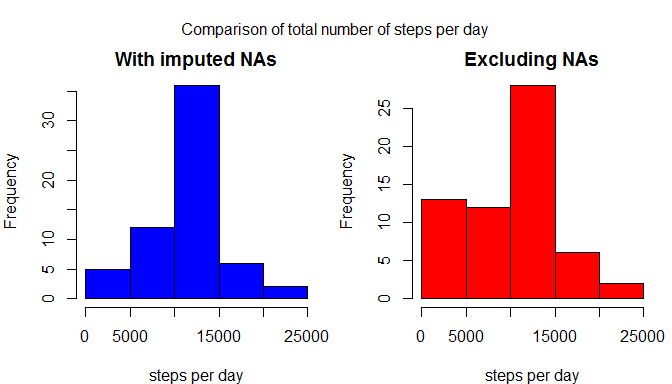 Comparison of total number of steps per day
With imputed NAs
Frequency
0
5
10
20
30
0
5000
15000
25000
steps per day
Excluding NAs
Frequency
0
5
10
15
20
25
0
5000
15000
25000
steps per day